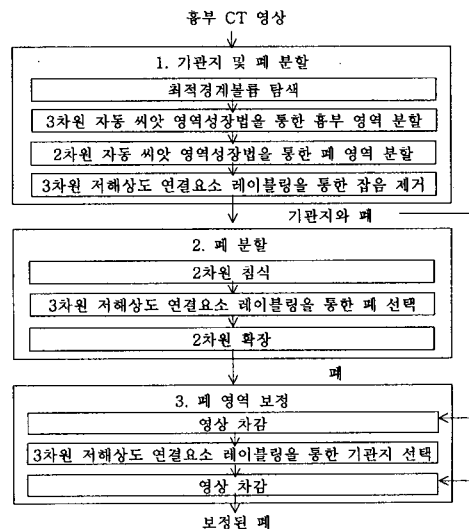 흉부 CT 영상
1. 기관지 및 폐 분할
최적경계볼륨 탐색
3차원 자동 씨앗 영역성장법을 통한 흉부 영역 분할
2차원 자동 씨앗 영역성장법을 통한 폐 영역 분할
3차원 저해상도 연결요소 레이블링을 통한 잡음 제거
기관지와 폐
2. 폐 분할
2차원 침식
3차원 저해상도 연결요소 레이블링을 통한 폐 선택
2차원 확장
폐
3. 폐 영역 보정
영상 차감
3차원 저해상도 연결요소 레이블링을 통한 기관지 선택
영상 차감
보정된 폐